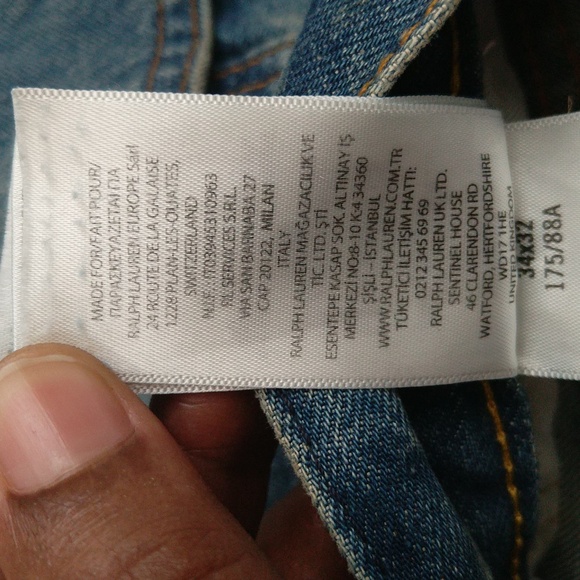 MADE FOR/FAIT POUR/
ΠΑΡΑΣΚΕΥΑΖΕΤΑΙ ΓΙΑ
RALPH LAUREN EUROPE Sàrl
24 ROUTE DE LA GALAISE
1228 PLAN-LES-OUATES,
SWITZERLAND
N.I.F.: IT03946310963
RL SERVICES S.R.L.
VIA SAN BARNABA 27
CAP 20122, MILAN
ITALY
RALPH LAUREN MAĞAZACILIK VE
TIC. LTD. ŞTİ
ESENTEPE KASAP SOK. ALTINAY İŞ
MERKEZİ NO:8-10 K:4 34360
ŞİŞLİ – İSTANBUL
WWW.RALPHLAUREN.COM.TR
TÜKETİCİ İLETİŞİM HATTI:
0212 345 69 69
RALPH LAUREN UK LTD.
SENTINEL HOUSE
46 CLARENDON RD
WATFORD, HERTFORDSHIRE
WD17 1HE
UNITED KINGDOM
34X32
175/88A